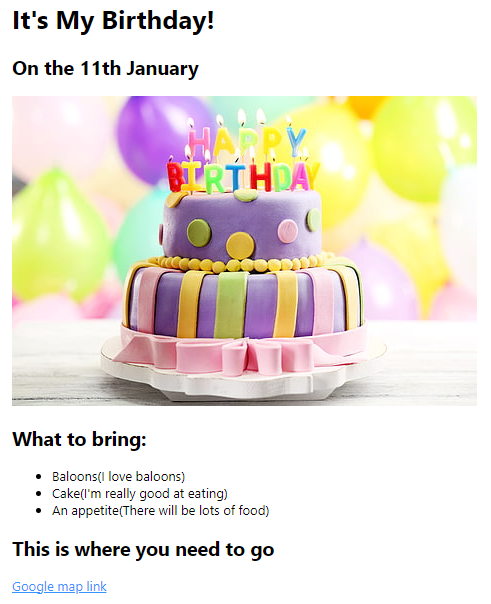 It's My Birthday!
On the 11th January
HAPPY
BIRTHDAY
What to bring:
Baloons(I love baloons)
Cake(I'm really good at eating)
An appetite(There will be lots of food)
This is where you need to go
Google map link